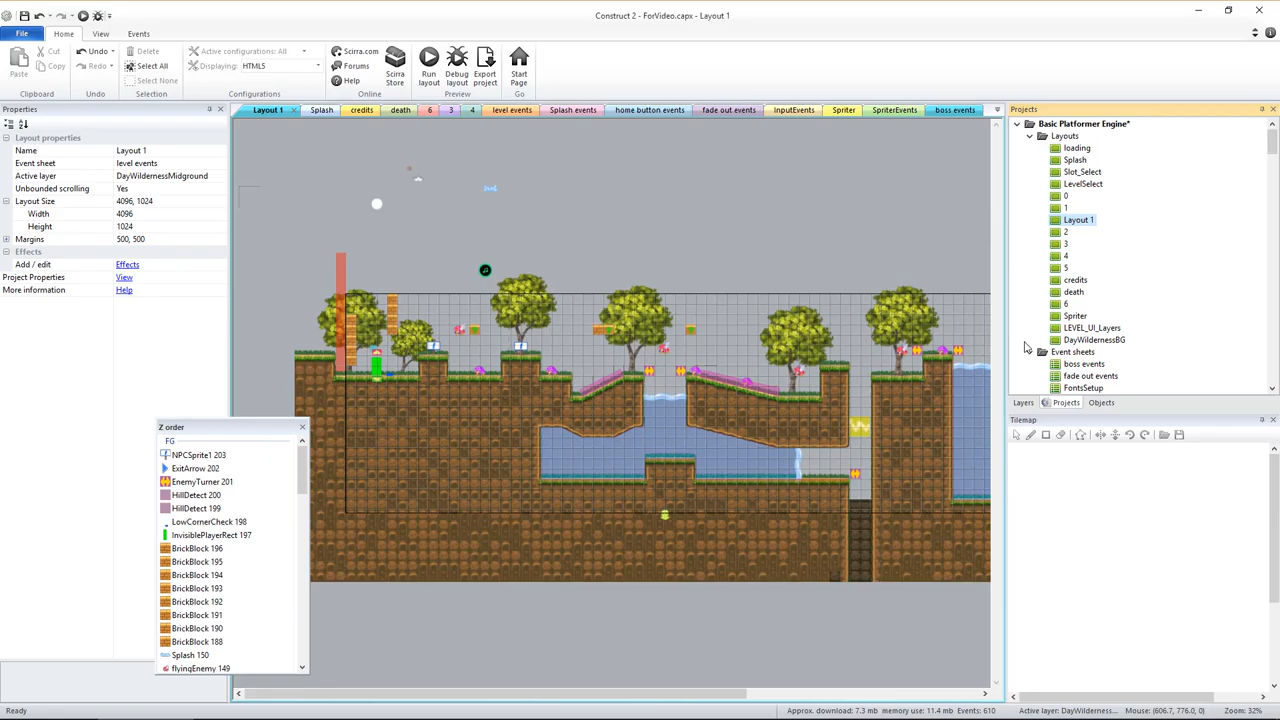 Construct 2 - ForVideo.capx - Layout 1
File Home View Events
Paste
Cut
Copy
Clipboard
Undo
Redo
Undo
Delete
Select All
Select None
Selection
Active configurations: All
Displaying: HTML5
Configurations
Scirra.com
Forums
Help
Scirra Store
Online
Run layout
Debug layout
Export project
Preview
Start Page
Go
Properties
Layout properties
Name Layout 1
Event sheet level events
Active layer DayWildernessMidground
Unbounded scrolling Yes
Layout Size 4096, 1024
Width 4096
Height 1024
Margins 500, 500
Effects
Add / edit Effects
Project Properties View
More information Help
Layout 1 Splash credits death 6 3 4 level events Splash events home button events fade out events InputEvents Spriter SpriterEvents boss events
Z order
FG
NPCSprite1 203
ExitArrow 202
EnemyTurner 201
HillDetect 200
HillDetect 199
LowCornerCheck 198
InvisiblePlayerRect 197
BrickBlock 196
BrickBlock 195
BrickBlock 194
BrickBlock 193
BrickBlock 192
BrickBlock 191
BrickBlock 190
BrickBlock 188
Splash 150
flyingEnemy 149
Projects
Basic Platformer Engine*
Layouts
loading
Splash
Slot_Select
LevelSelect
0
1
Layout 1
2
3
4
5
credits
death
6
Spriter
LEVEL_UI_Layers
DayWildernessBG
Event sheets
boss events
fade out events
FontsSetup
Layers Projects Objects
Tilemap
Ready
Approx. download: 7.3 mb memory use: 11.4 mb Events: 610 Active layer: DayWilderness... Mouse: (606.7, 776.0, 0) Zoom: 32%